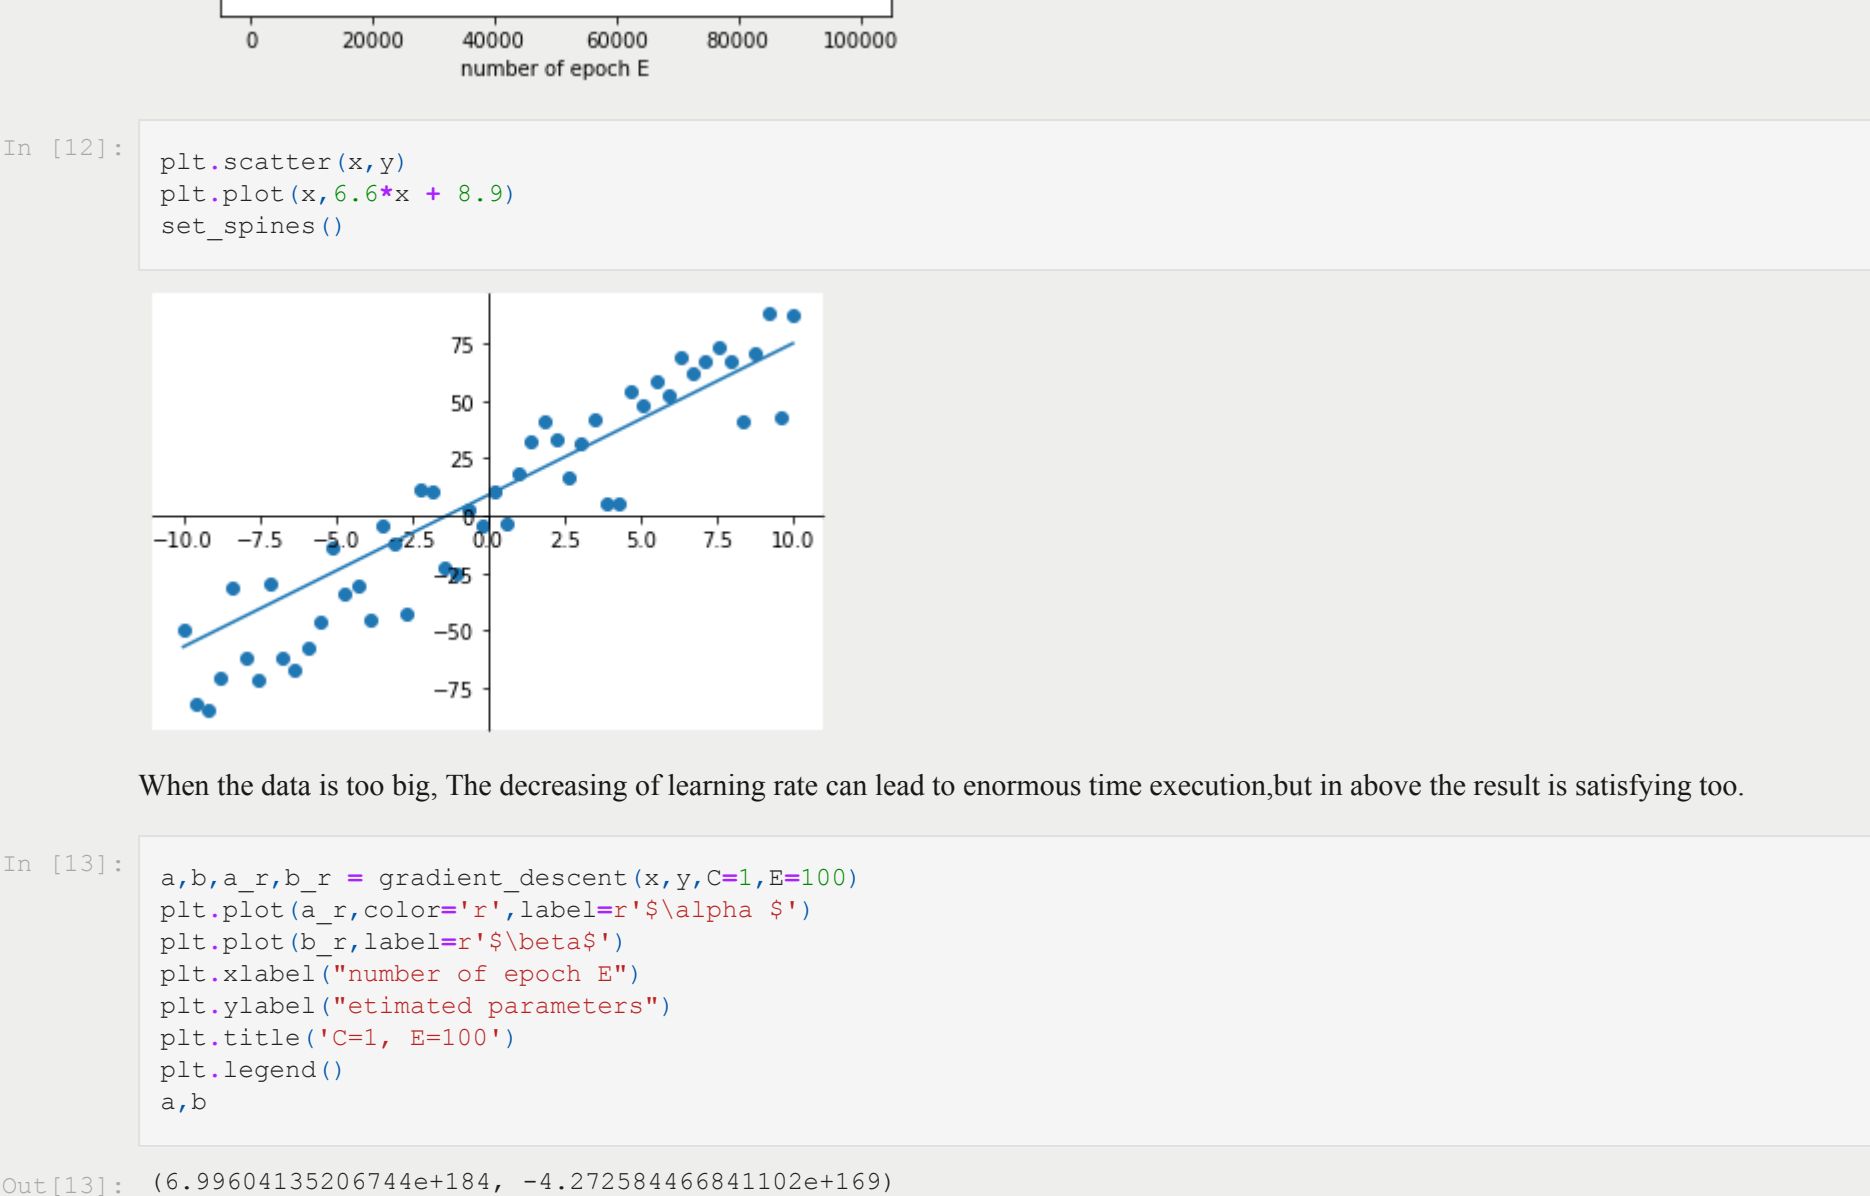 0 20000 40000 60000 80000 100000
number of epoch E
In [12]:
plt.scatter(x,y)
plt.plot(x,6.6*x + 8.9)
set_spines()
75
50
25
0
−10.0 −7.5 −5.0 −2.5 0.0 2.5 5.0 7.5 10.0
−25
−50
−75
When the data is too big, The decreasing of learning rate can lead to enormous time execution,but in above the result is satisfying too.
In [13]:
a,b,a_r,b_r = gradient_descent(x,y,C=1,E=100)
plt.plot(a_r,color='r',label=r'$\alpha $')
plt.plot(b_r,label=r'$\beta$')
plt.xlabel("number of epoch E")
plt.ylabel("etimated parameters")
plt.title('C=1, E=100')
plt.legend()
a,b
Out[13]: (6.99604135206744e+184, -4.272584466841102e+169)